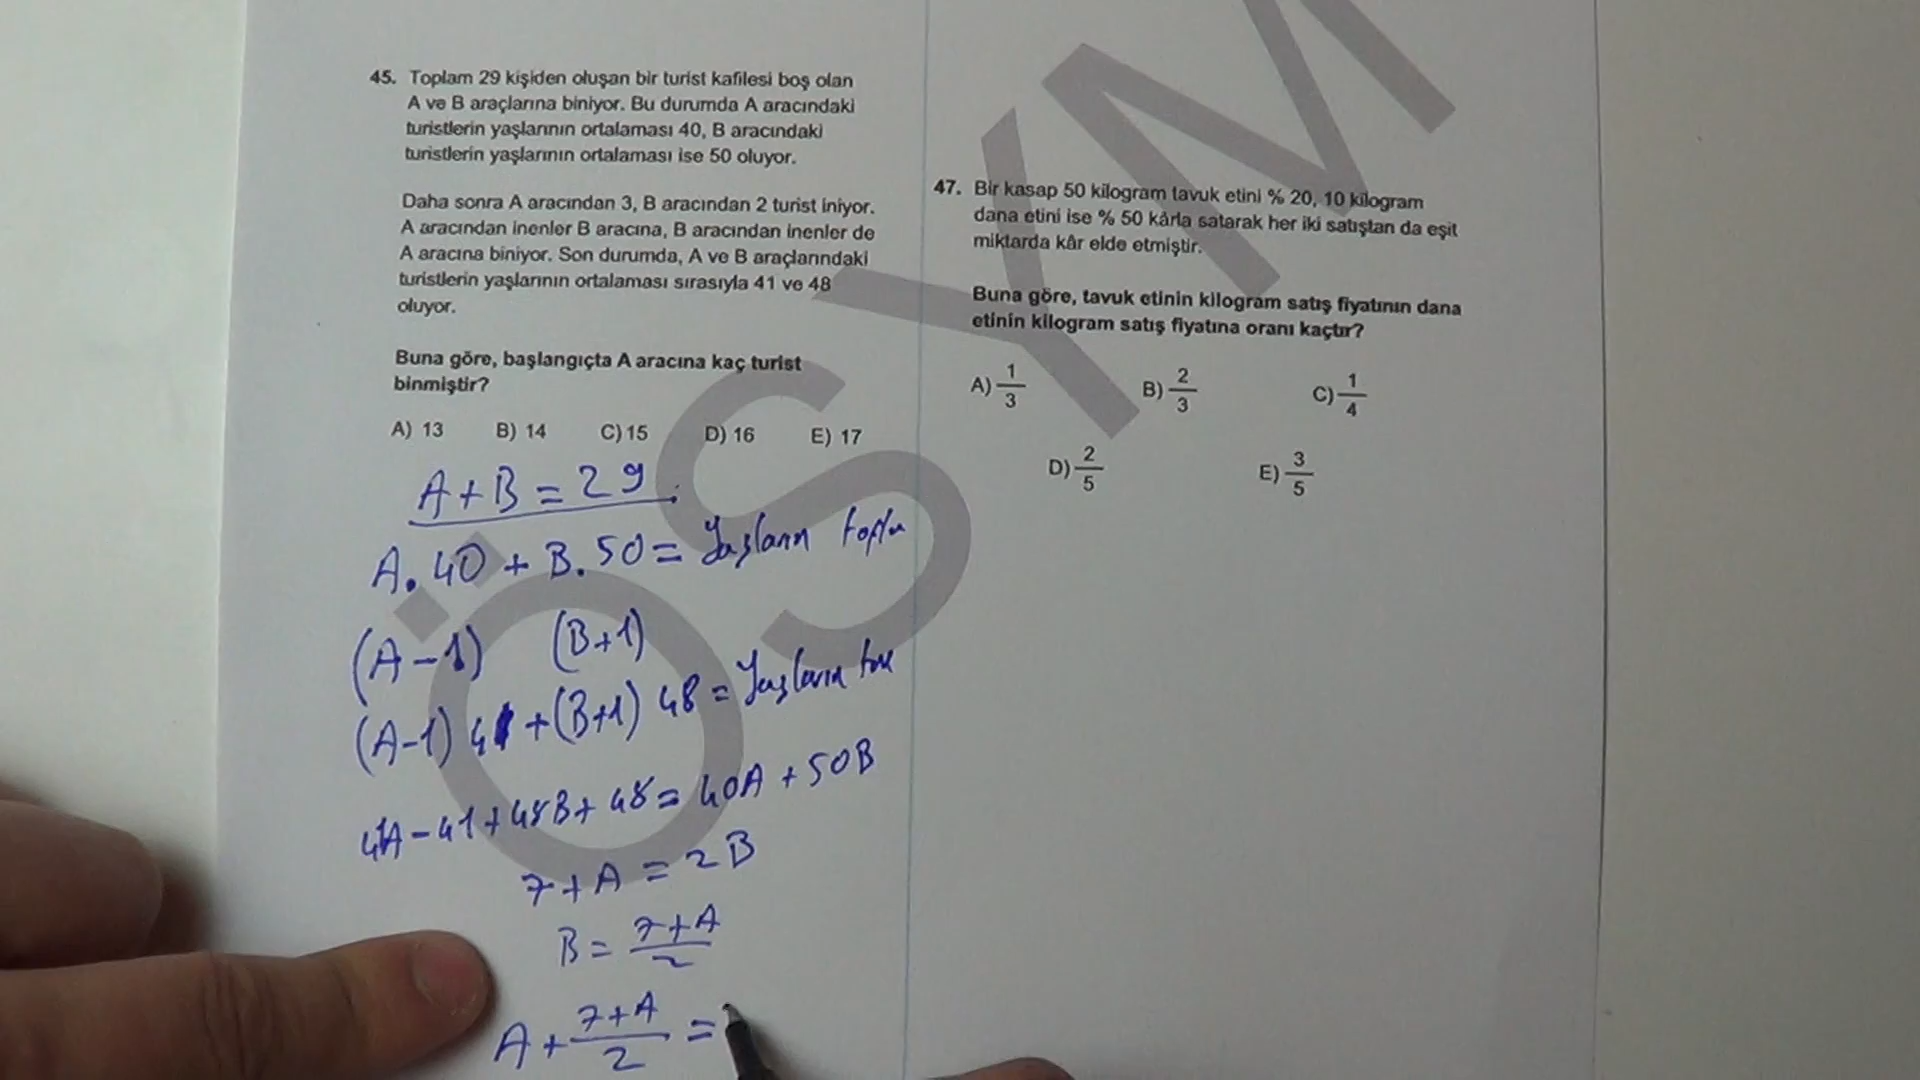 45. Toplam 29 kişiden oluşan bir turist kafilesi boş olan
A ve B araçlarına biniyor. Bu durumda A aracındaki
turistlerin yaşlarının ortalaması 40, B aracındaki
turistlerin yaşlarının ortalaması ise 50 oluyor.
Daha sonra A aracından 3, B aracından 2 turist iniyor.
A aracından inenler B aracına, B aracından inenler de
A aracına biniyor. Son durumda, A ve B araçlarındaki
turistlerin yaşlarının ortalaması sırasıyla 41 ve 48
oluyor.
Buna göre, başlangıçta A aracına kaç turist
binmiştir?
A) 13 B) 14 C) 15 D) 16 E) 17
A+B=29
A.40+B.50= Yaşların topla
(A-1) (B+1)
(A-1) 41+(B+1) 48= Yaşların
41A-41+48B+48=40A+50B
7+A=2B
B= 7+A/2
A+ 7+A/2 =
47. Bir kasap 50 kilogram tavuk etini % 20, 10 kilogram
dana etini ise % 50 kârla satarak her iki satıştan da eşit
miktarda kâr elde etmiştir.
Buna göre, tavuk etinin kilogram satış fiyatının dana
etinin kilogram satış fiyatına oranı kaçtır?
A) 1/3 B) 2/3 C) 1/4
D) 2/5 E) 3/5
ÖSYM